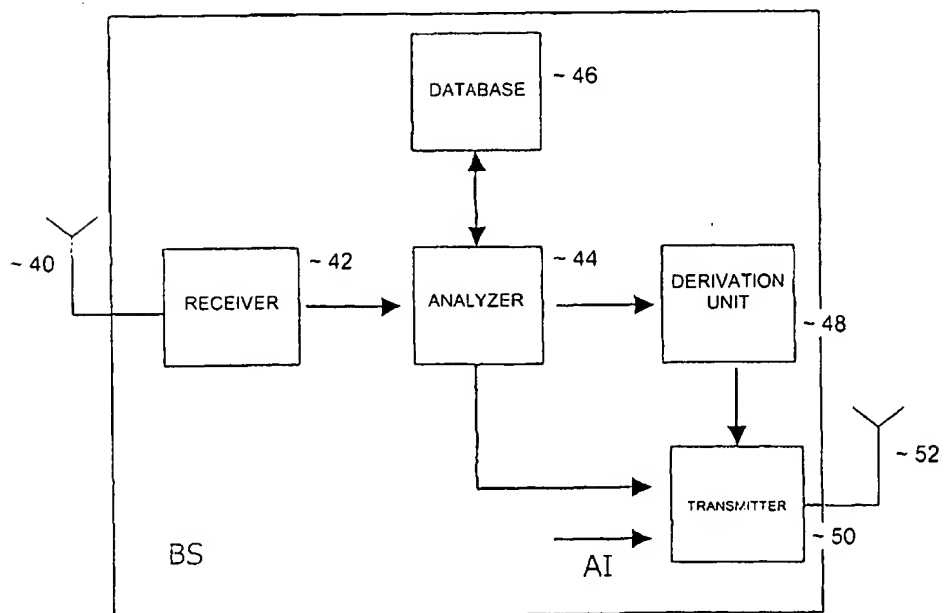 DATABASE
~ 46
~ 40
RECEIVER
~ 42
ANALYZER
~ 44
DERIVATION
UNIT
~ 48
~ 52
TRANSMITTER
~ 50
BS
AI